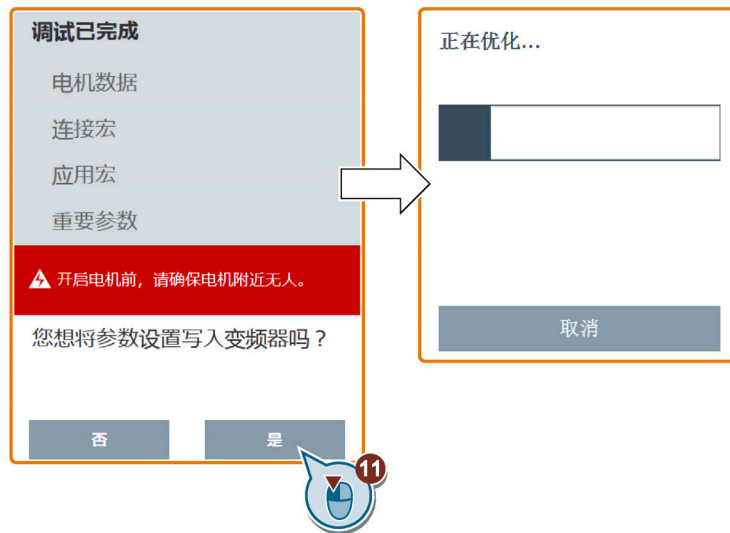 调试已完成
电机数据
连接宏
应用宏
重要参数
开启电机前，请确保电机附近无人。
您想将参数设置写入变频器吗？
否
是
11
正在优化...
取消